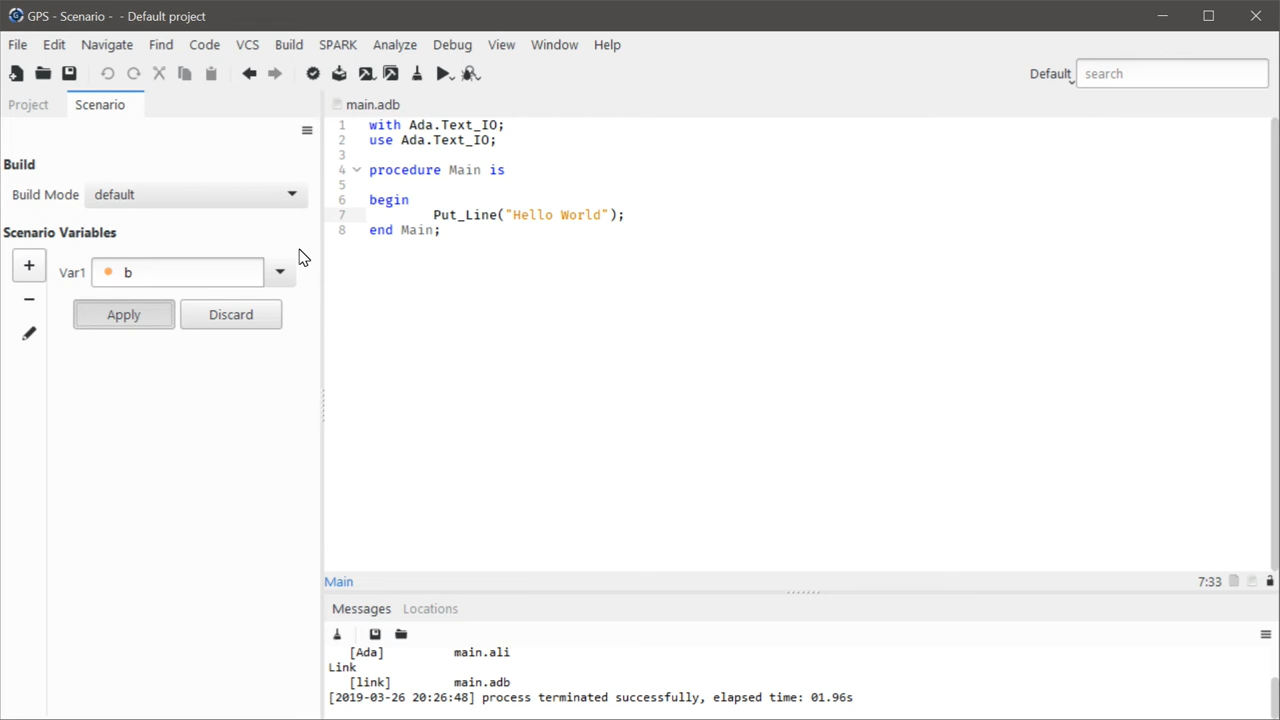 GPS - Scenario - - Default project
File Edit Navigate Find Code VCS Build SPARK Analyze Debug View Window Help
Default search
Project Scenario
main.adb
Build
Build Mode default
Scenario Variables
+ Var1 b
−
Apply Discard
1 with Ada.Text_IO;
2 use Ada.Text_IO;
3
4 procedure Main is
5
6 begin
7 Put_Line("Hello World");
8 end Main;
Main 7:33
Messages Locations
[Ada] main.ali
Link
[link] main.adb
[2019-03-26 20:26:48] process terminated successfully, elapsed time: 01.96s